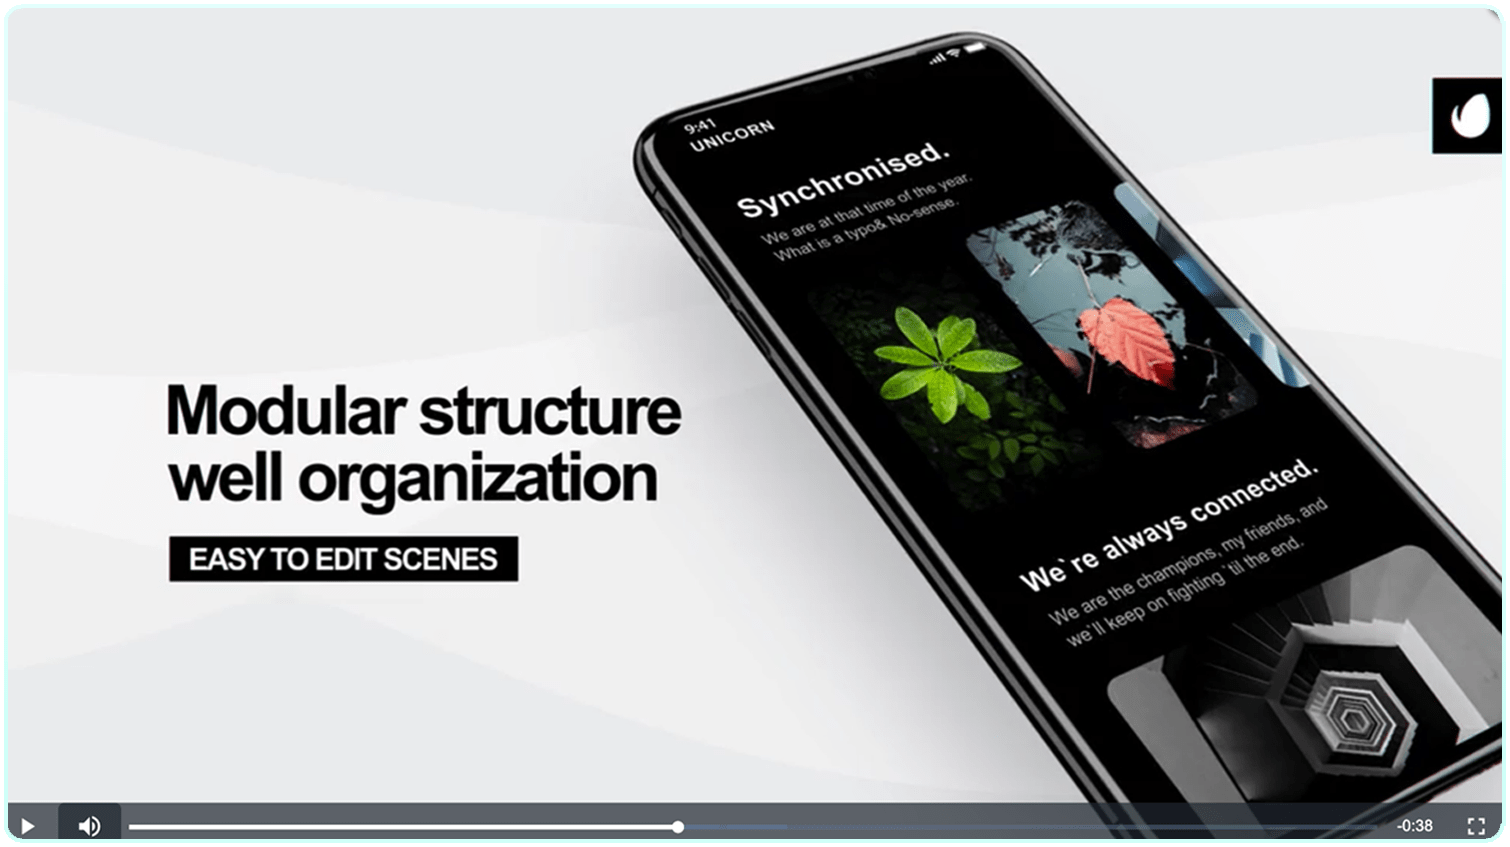 9:41
UNICORN
Synchronised.
We are at that time of the year.
What is a typo& No-sense.
Modular structure
well organization
EASY TO EDIT SCENES
We`re always connected.
We are the champions, my friends, and
we`ll keep on fighting `til the end.
-0:38